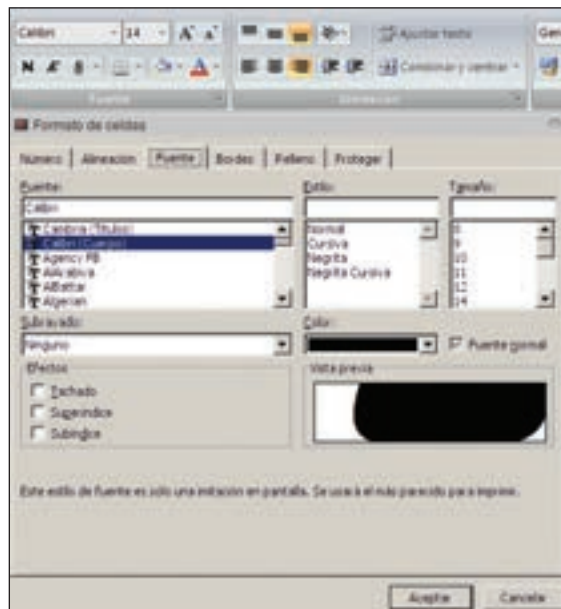 Calibri 14 A A Ajustar texto Gen
N K S A Combinar y centrar
Fuente Alineación
Formato de celdas
Número Alineación Fuente Bordes Relleno Proteger
Fuente: Estilo: Tamaño:
Calibri
Cambria (Títulos) Normal 8
Calibri (Cuerpo) Cursiva 9
Agency FB Negrita 10
AlArabiya Negrita Cursiva 11
AlBattar 12
Algerian 14
Subrayado: Color:
Ninguno Fuente normal
Efectos Vista previa
Tachado
Superíndice
Subíndice
Este estilo de fuente es sólo una imitación en pantalla. Se usará el más parecido para imprimir.
Aceptar Cancelar